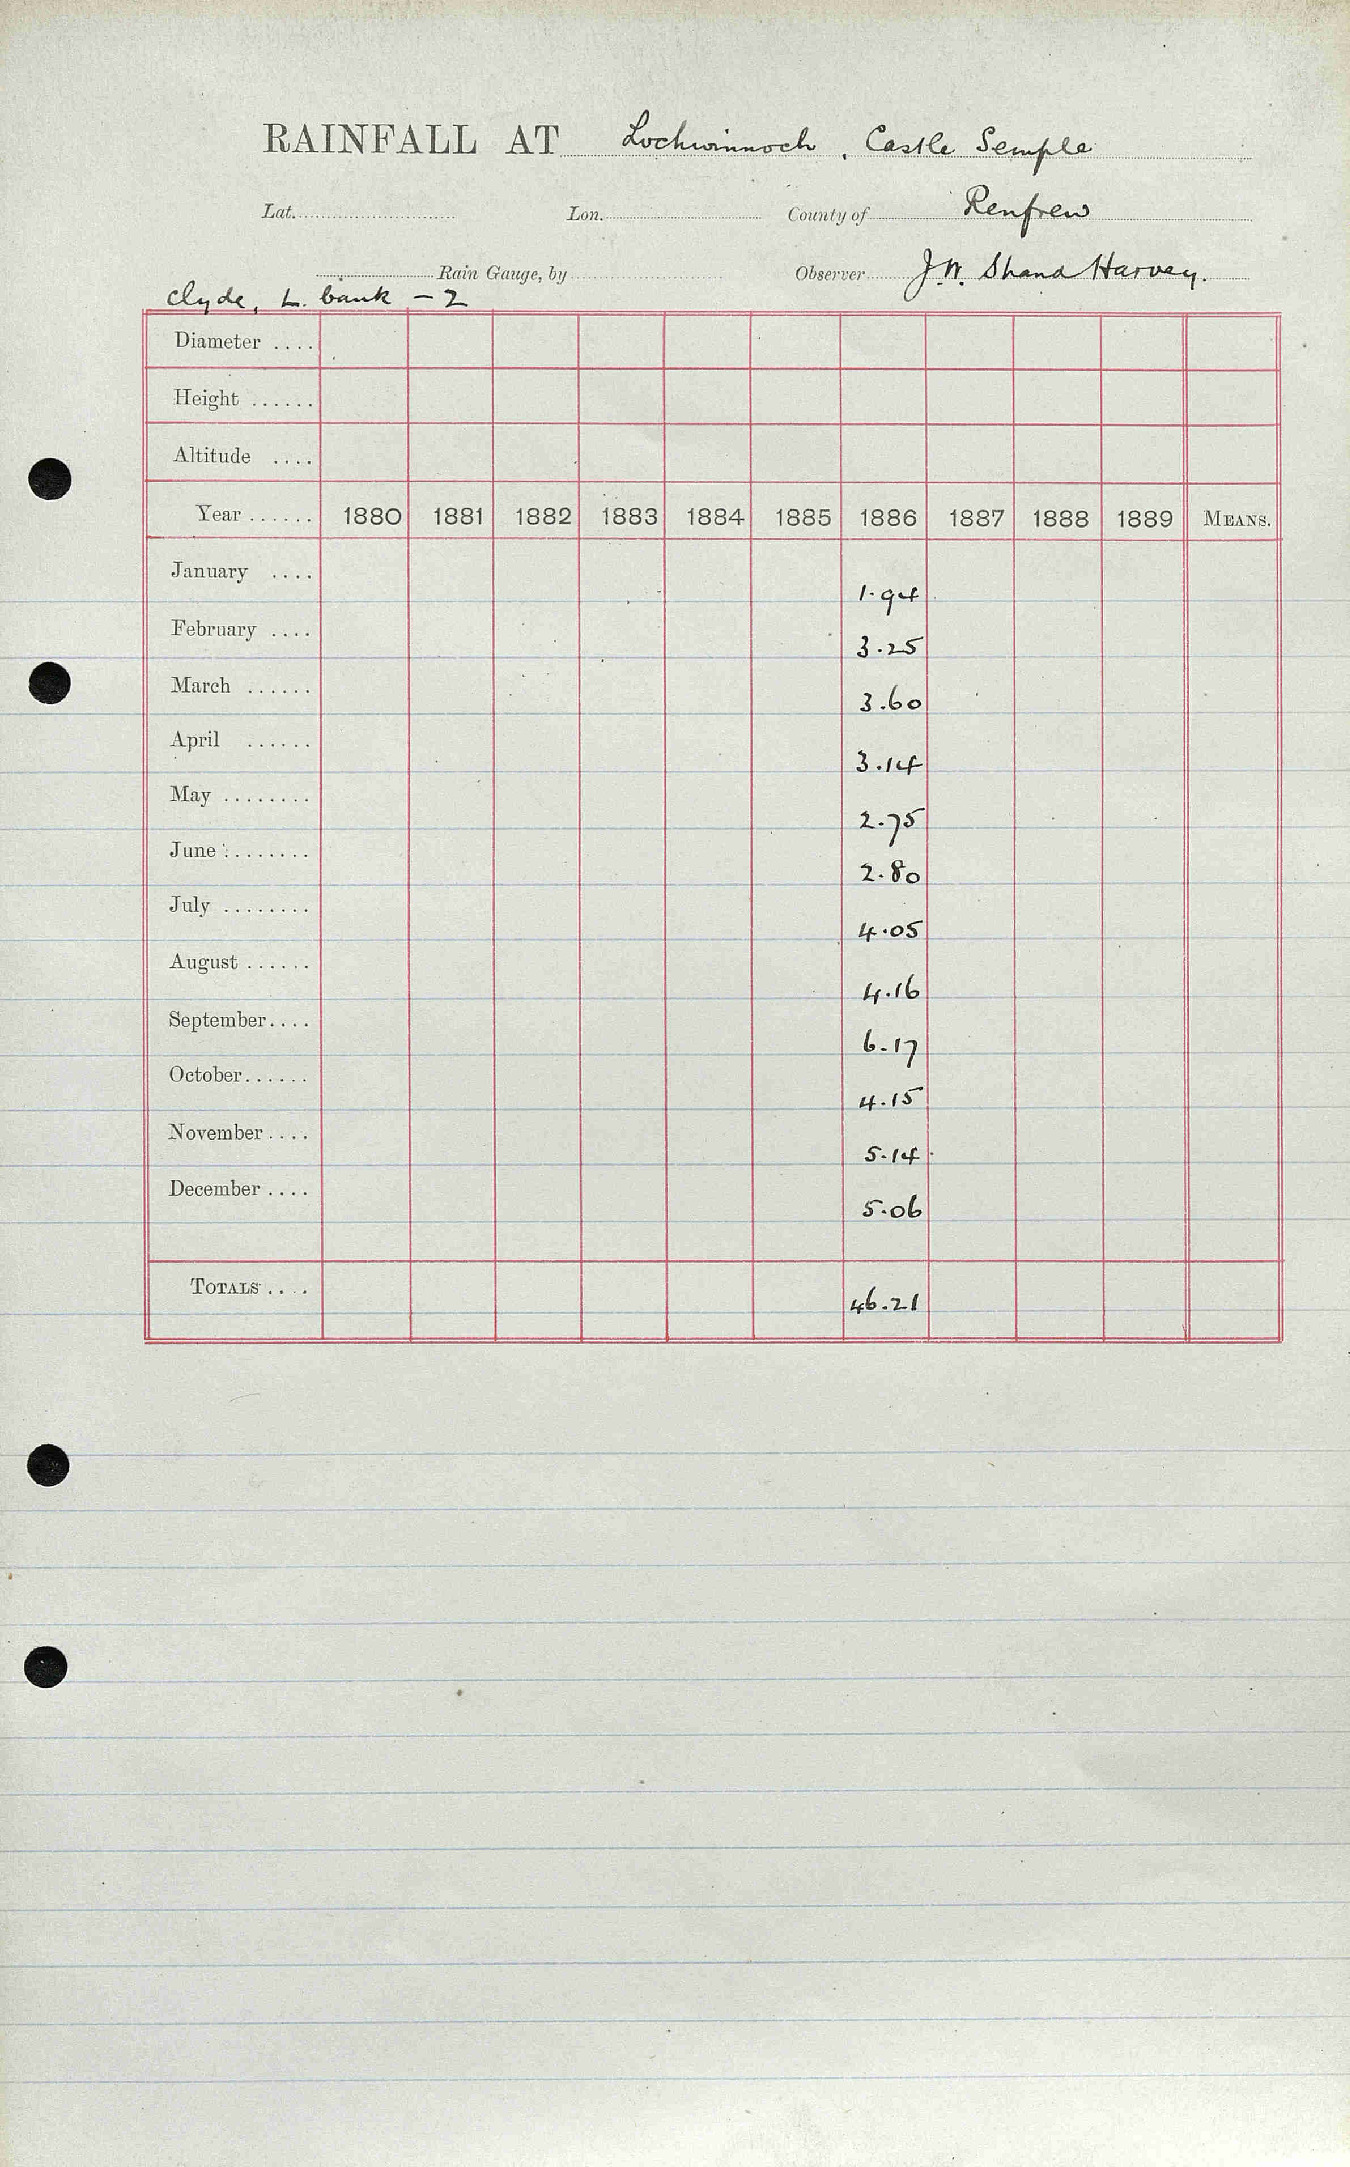 RAINFALL AT Lochwinnoch, Castle Semple
Lat. Lon. County of Renfrew
Rain Gauge, by Observer J.W. Shand Harvey.
Clyde, L. bank - 2
Diameter ....
Height ......
Altitude ....
Year ...... 1880 1881 1882 1883 1884 1885 1886 1887 1888 1889 MEANS.
January .... 1.94
February .... 3.25
March ...... 3.60
April ...... 3.14
May ........ 2.75
June ........ 2.80
July ........ 4.05
August ...... 4.16
September.... 6.17
October...... 4.15
November.... 5.14
December.... 5.06
TOTALS.... 46.21